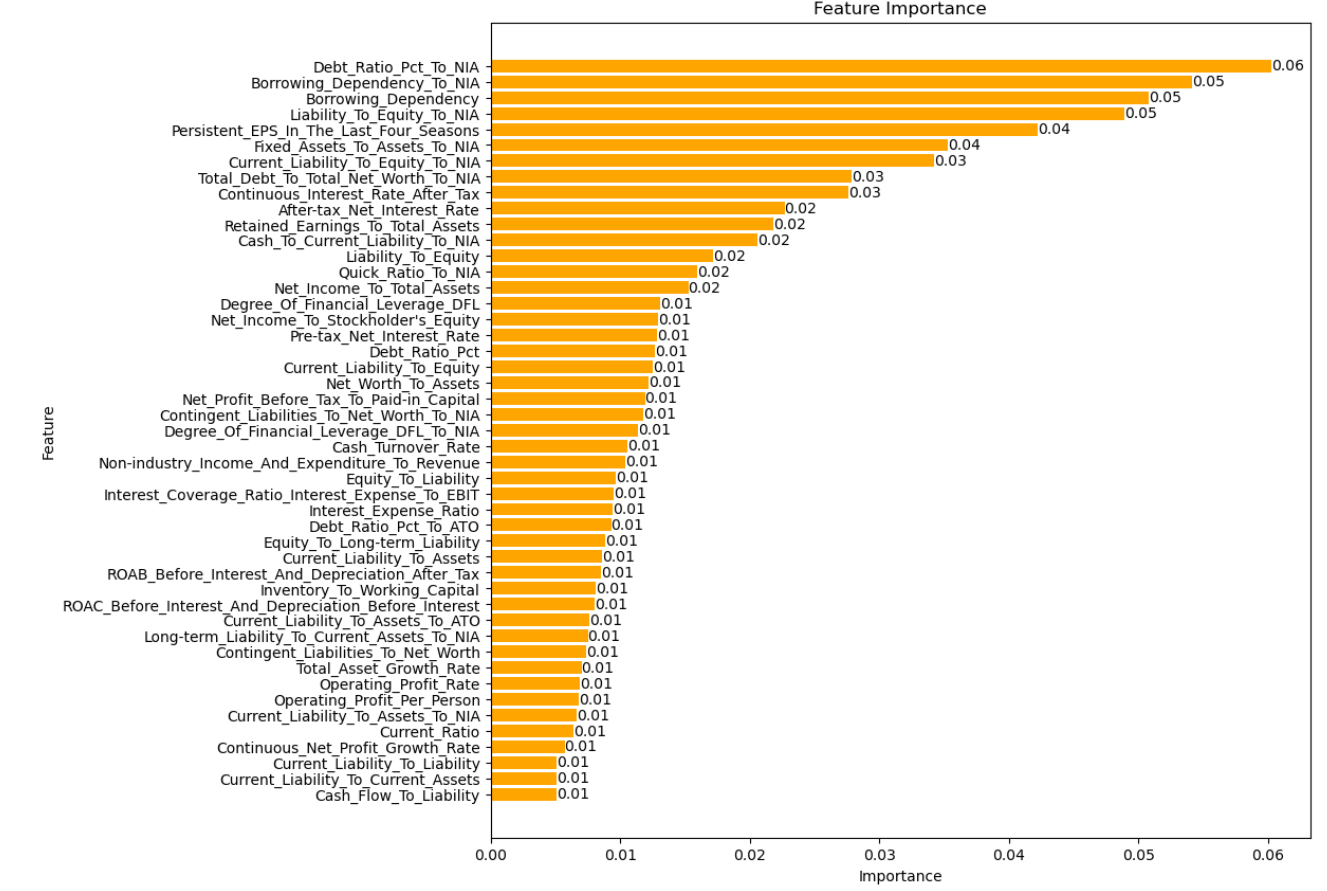 Feature Importance
Debt_Ratio_Pct_To_NIA 0.06
Borrowing_Dependency_To_NIA 0.05
Borrowing_Dependency 0.05
Liability_To_Equity_To_NIA 0.05
Persistent_EPS_In_The_Last_Four_Seasons 0.04
Fixed_Assets_To_Assets_To_NIA 0.04
Current_Liability_To_Equity_To_NIA 0.03
Total_Debt_To_Total_Net_Worth_To_NIA 0.03
Continuous_Interest_Rate_After_Tax 0.03
After-tax_Net_Interest_Rate 0.02
Retained_Earnings_To_Total_Assets 0.02
Cash_To_Current_Liability_To_NIA 0.02
Liability_To_Equity 0.02
Quick_Ratio_To_NIA 0.02
Net_Income_To_Total_Assets 0.02
Degree_Of_Financial_Leverage_DFL 0.01
Net_Income_To_Stockholder's_Equity 0.01
Pre-tax_Net_Interest_Rate 0.01
Debt_Ratio_Pct 0.01
Current_Liability_To_Equity 0.01
Net_Worth_To_Assets 0.01
Net_Profit_Before_Tax_To_Paid-in_Capital 0.01
Contingent_Liabilities_To_Net_Worth_To_NIA 0.01
Degree_Of_Financial_Leverage_DFL_To_NIA 0.01
Cash_Turnover_Rate 0.01
Non-industry_Income_And_Expenditure_To_Revenue 0.01
Equity_To_Liability 0.01
Interest_Coverage_Ratio_Interest_Expense_To_EBIT 0.01
Interest_Expense_Ratio 0.01
Debt_Ratio_Pct_To_ATO 0.01
Equity_To_Long-term_Liability 0.01
Current_Liability_To_Assets 0.01
ROAB_Before_Interest_And_Depreciation_After_Tax 0.01
Inventory_To_Working_Capital 0.01
ROAC_Before_Interest_And_Depreciation_Before_Interest 0.01
Current_Liability_To_Assets_To_ATO 0.01
Long-term_Liability_To_Current_Assets_To_NIA 0.01
Contingent_Liabilities_To_Net_Worth 0.01
Total_Asset_Growth_Rate 0.01
Operating_Profit_Rate 0.01
Operating_Profit_Per_Person 0.01
Current_Liability_To_Assets_To_NIA 0.01
Current_Ratio 0.01
Continuous_Net_Profit_Growth_Rate 0.01
Current_Liability_To_Liability 0.01
Current_Liability_To_Current_Assets 0.01
Cash_Flow_To_Liability 0.01
Feature
0.00 0.01 0.02 0.03 0.04 0.05 0.06
Importance